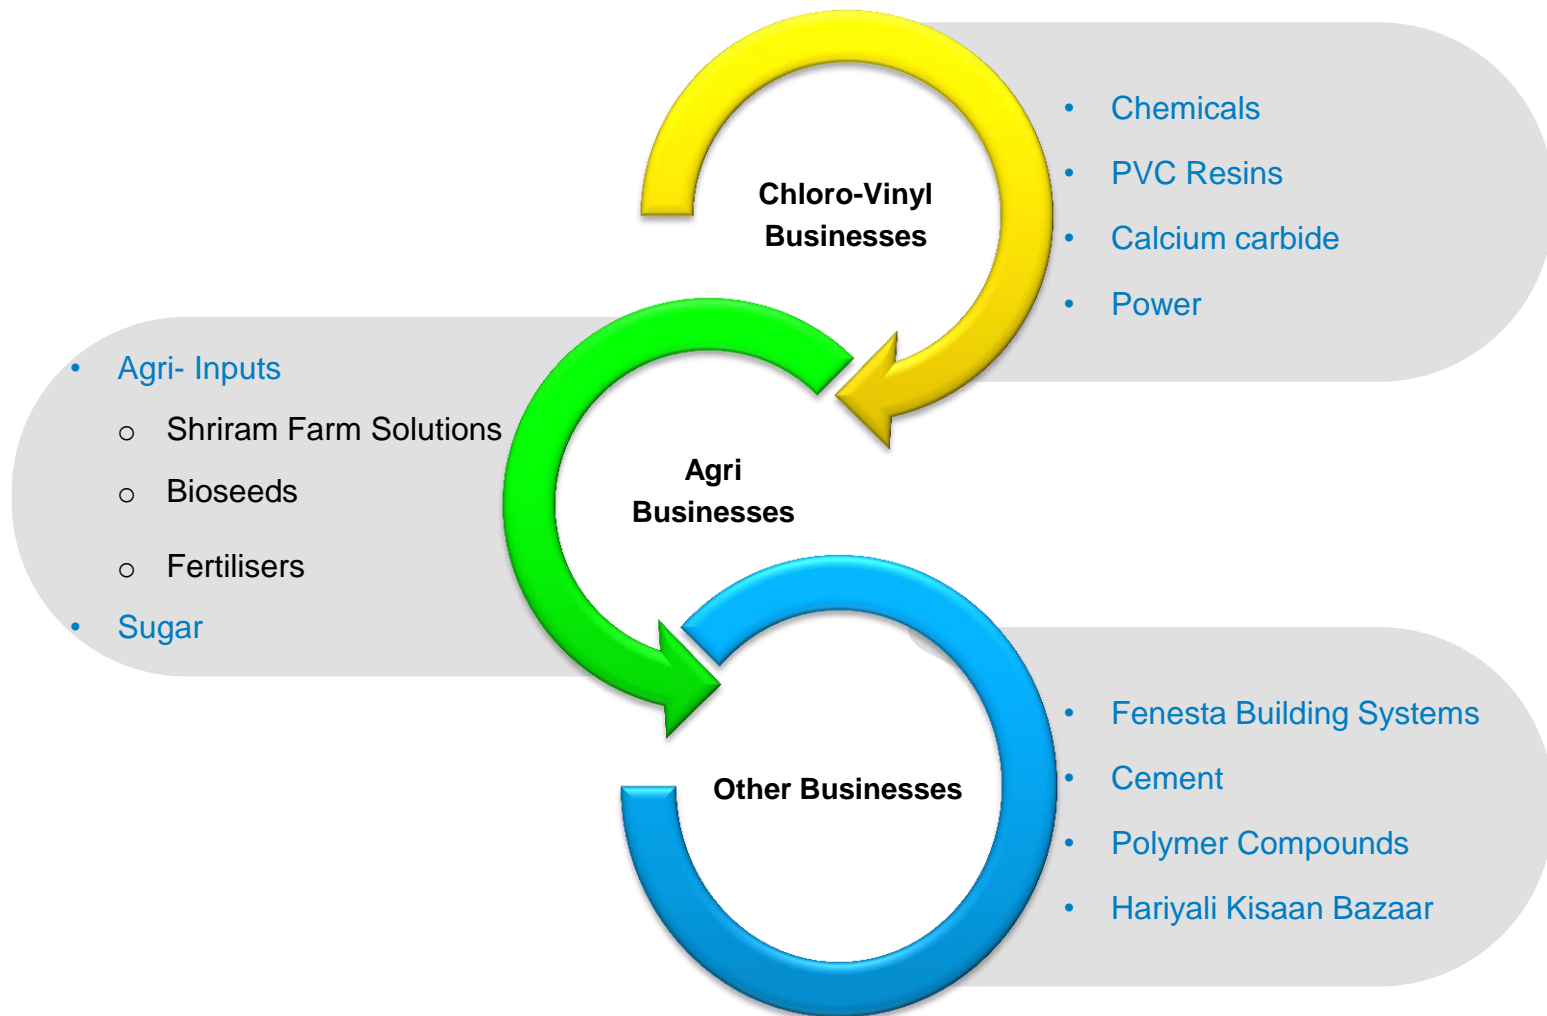 Chloro-Vinyl
Businesses
• Chemicals
• PVC Resins
• Calcium carbide
• Power
Agri
Businesses
• Agri- Inputs
o Shriram Farm Solutions
o Bioseeds
o Fertilisers
• Sugar
Other Businesses
• Fenesta Building Systems
• Cement
• Polymer Compounds
• Hariyali Kisaan Bazaar